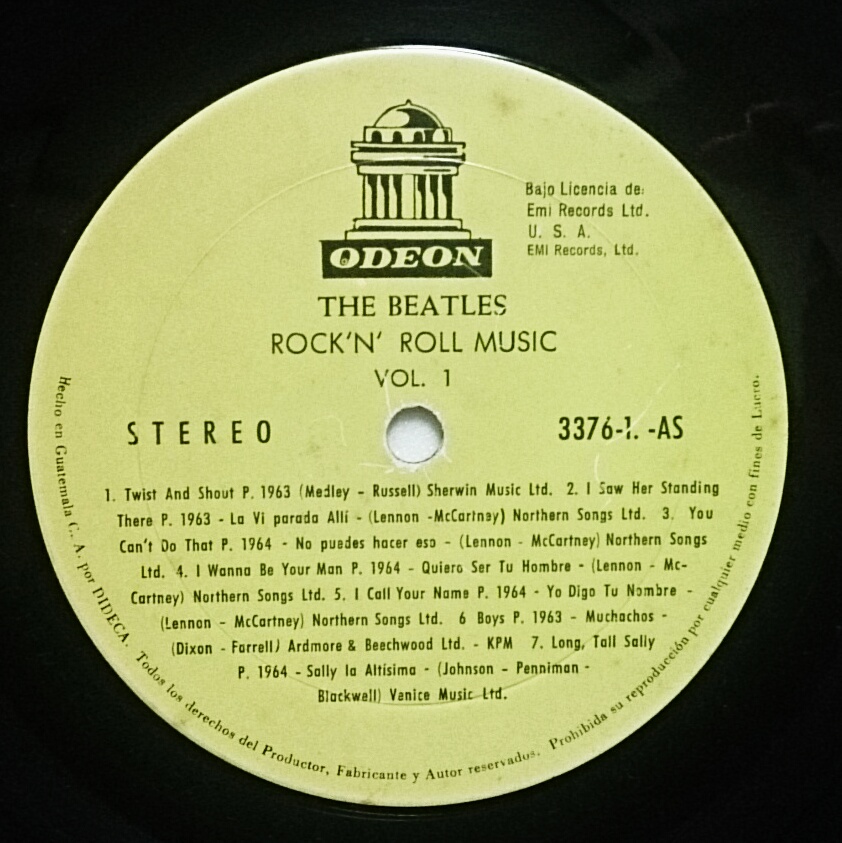 ODEON
Bajo Licencia de:
Emi Records Ltd.
U. S. A.
EMI Records, Ltd.
THE BEATLES
ROCK'N' ROLL MUSIC
VOL. 1
STEREO
3376-1. -AS
1. Twist And Shout P. 1963 (Medley - Russell) Sherwin Music Ltd. 2. I Saw Her Standing
There P. 1963 - La Vi parada Allí - (Lennon -McCartney) Northern Songs Ltd. 3. You
Can't Do That P. 1964 - No puedes hacer eso - (Lennon - McCartney) Northern Songs
Ltd. 4. I Wanna Be Your Man P. 1964 - Quiero Ser Tu Hombre - (Lennon - Mc-
Cartney) Northern Songs Ltd. 5. I Call Your Name P. 1964 - Yo Digo Tu Nombre -
(Lennon - McCartney) Northern Songs Ltd. 6 Boys P. 1963 - Muchachos -
(Dixon - Farrell) Ardmore & Beechwood Ltd. - KPM 7. Long, Tall Sally
P. 1964 - Sally la Altísima - (Johnson - Penniman -
Blackwell) Venice Music Ltd.
Hecho en Guatemala C. A. por DIDECA. Todos los derechos del Productor, Fabricante y Autor reservados. Prohibida su reproducción por cualquier medio con fines de Lucro.